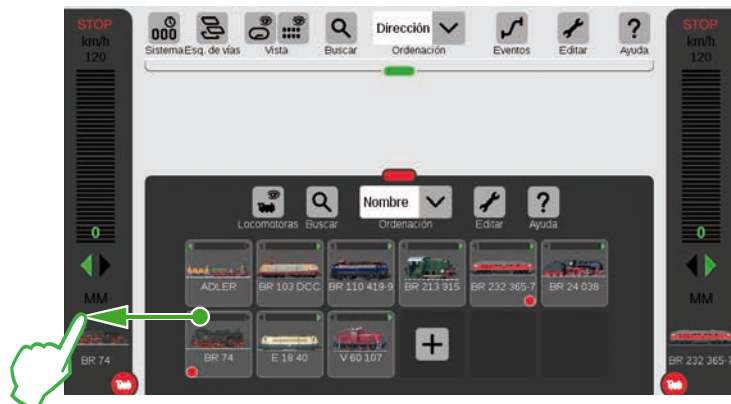 STOP
km/h
120
0
MM
BR 74
000
Sistema Esq. de vías Vista Buscar Dirección Ordenación Eventos Editar Ayuda
?
Nombre
?
Locomotoras Buscar Ordenación Editar Ayuda
ADLER BR 103 DCC BR 110 419-9 BR 213 915 BR 232 365-7 BR 24 038
BR 74 E 18 40 V 60 107
+
STOP
km/h
120
0
MM
BR 232 365-7